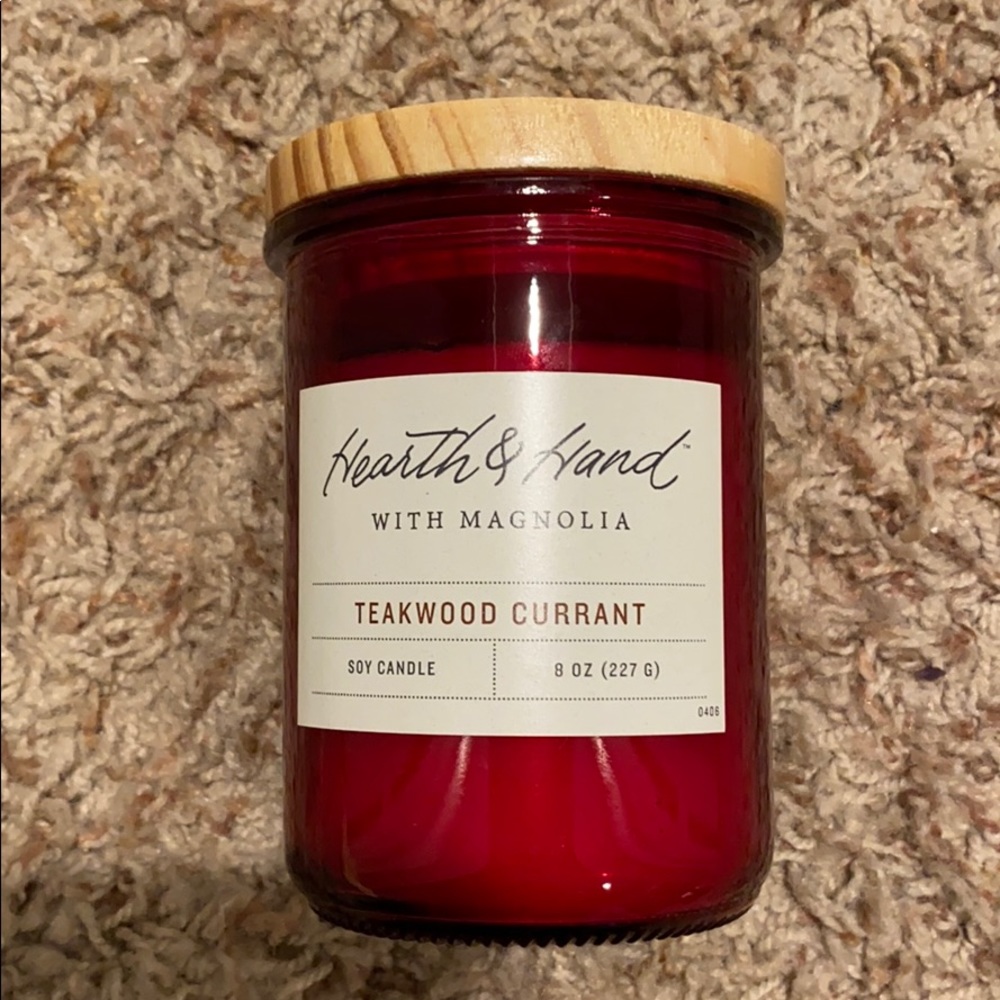 Hearth & Hand™
WITH MAGNOLIA
TEAKWOOD CURRANT
SOY CANDLE
8 OZ (227 G)
0406